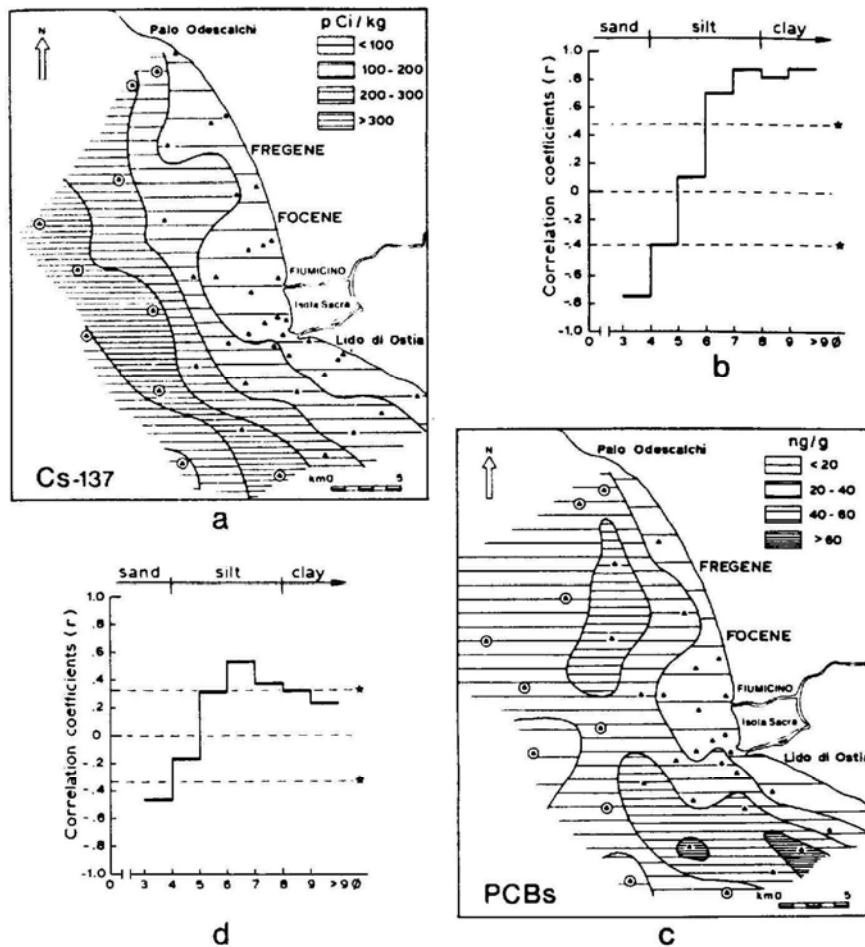 p Ci/kg
<100
100-200
200-300
>300
N
Palo Odescalchi
FREGENE
FOCENE
FIUMICINO
Isola Sacra
Lido di Ostia
Cs-137
km0 5
a
sand silt clay
Correlation coefficients (r)
1.0
.8
.6
.4
.2
0
.2
.4
.6
.8
-1.0
0 3 4 5 6 7 8 9 >9Ø
b
ng/g
<20
20-40
40-60
>60
N
Palo Odescalchi
FREGENE
FOCENE
FIUMICINO
Isola Sacra
Lido di Ostia
PCBs
km0 5
c
sand silt clay
Correlation coefficients (r)
1.0
.8
.6
.4
.2
0
.2
.4
.6
.8
-1.0
0 3 4 5 6 7 8 9 >9Ø
d